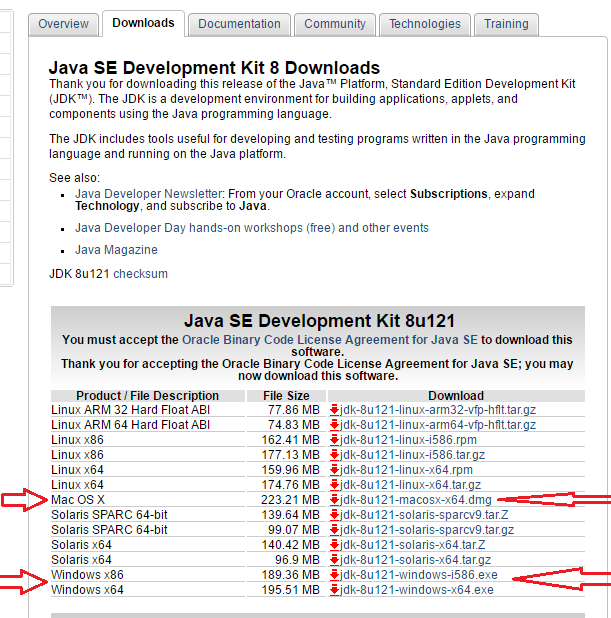 Overview Downloads Documentation Community Technologies Training
Java SE Development Kit 8 Downloads
Thank you for downloading this release of the Java™ Platform, Standard Edition Development Kit
(JDK™). The JDK is a development environment for building applications, applets, and
components using the Java programming language.
The JDK includes tools useful for developing and testing programs written in the Java programming
language and running on the Java platform.
See also:
Java Developer Newsletter: From your Oracle account, select Subscriptions, expand
Technology, and subscribe to Java.
Java Developer Day hands-on workshops (free) and other events
Java Magazine
JDK 8u121 checksum
Java SE Development Kit 8u121
You must accept the Oracle Binary Code License Agreement for Java SE to download this
software.
Thank you for accepting the Oracle Binary Code License Agreement for Java SE; you may
now download this software.
Product / File Description File Size Download
Linux ARM 32 Hard Float ABI 77.86 MB jdk-8u121-linux-arm32-vfp-hflt.tar.gz
Linux ARM 64 Hard Float ABI 74.83 MB jdk-8u121-linux-arm64-vfp-hflt.tar.gz
Linux x86 162.41 MB jdk-8u121-linux-i586.rpm
Linux x86 177.13 MB jdk-8u121-linux-i586.tar.gz
Linux x64 159.96 MB jdk-8u121-linux-x64.rpm
Linux x64 174.76 MB jdk-8u121-linux-x64.tar.gz
Mac OS X 223.21 MB jdk-8u121-macosx-x64.dmg
Solaris SPARC 64-bit 139.64 MB jdk-8u121-solaris-sparcv9.tar.Z
Solaris SPARC 64-bit 99.07 MB jdk-8u121-solaris-sparcv9.tar.gz
Solaris x64 140.42 MB jdk-8u121-solaris-x64.tar.Z
Solaris x64 96.9 MB jdk-8u121-solaris-x64.tar.gz
Windows x86 189.36 MB jdk-8u121-windows-i586.exe
Windows x64 195.51 MB jdk-8u121-windows-x64.exe